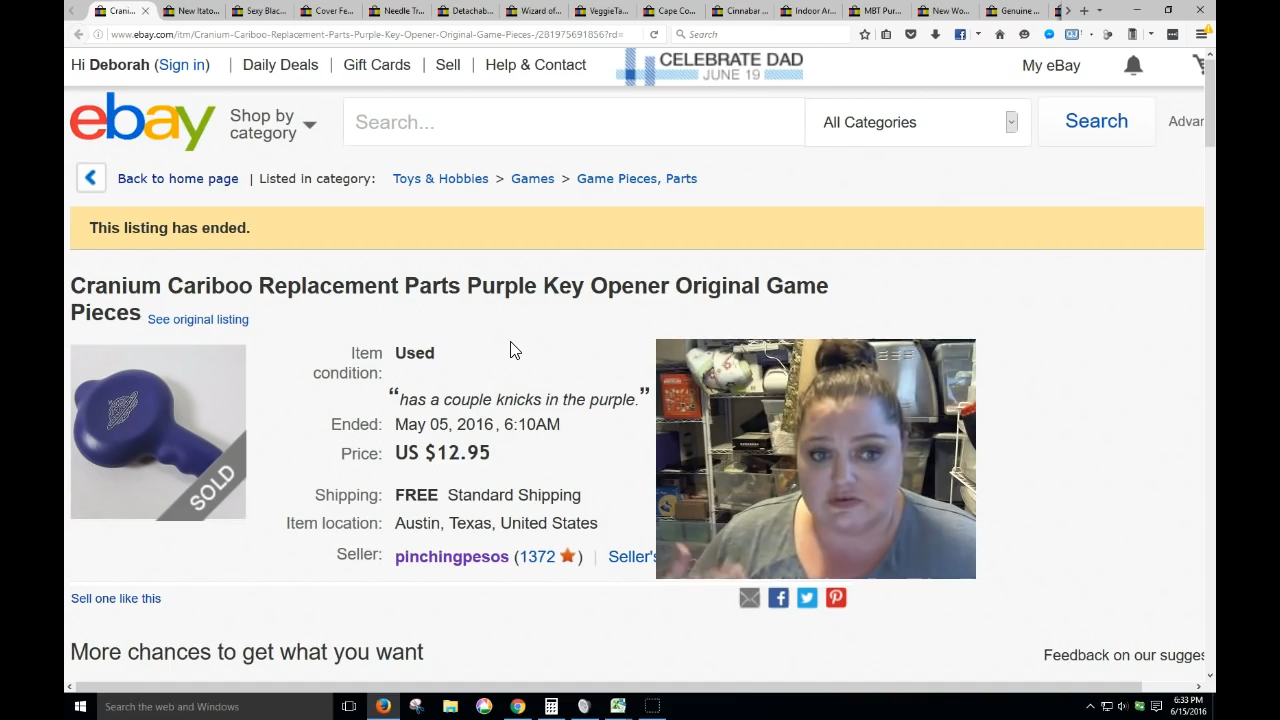 Crani...
New Itato...
Sexy Blac...
Cover Fe...
Needle Tr...
Detachab...
Wizard of...
VeggieTa...
Cape Co...
Cinnabar ...
Indoor Ar...
MBT Pur...
New Wo...
Genuine ...
www.ebay.com/itm/Cranium-Cariboo-Replacement-Parts-Purple-Key-Opener-Original-Game-Pieces-/281975691856?rd=
Search
Hi Deborah (Sign in) | Daily Deals | Gift Cards | Sell | Help & Contact
CELEBRATE DAD
JUNE 19
My eBay
ebay
Shop by
category
Search...
All Categories
Search
Advan
Back to home page | Listed in category: Toys & Hobbies > Games > Game Pieces, Parts
This listing has ended.
Cranium Cariboo Replacement Parts Purple Key Opener Original Game
Pieces See original listing
SOLD
Item
condition:
Used
“has a couple knicks in the purple.”
Ended: May 05, 2016 , 6:10AM
Price: US $12.95
Shipping: FREE Standard Shipping
Item location: Austin, Texas, United States
Seller: pinchingpesos (1372 ) | Seller's
Sell one like this
More chances to get what you want
Feedback on our sugges
Search the web and Windows
6:33 PM
6/15/2016